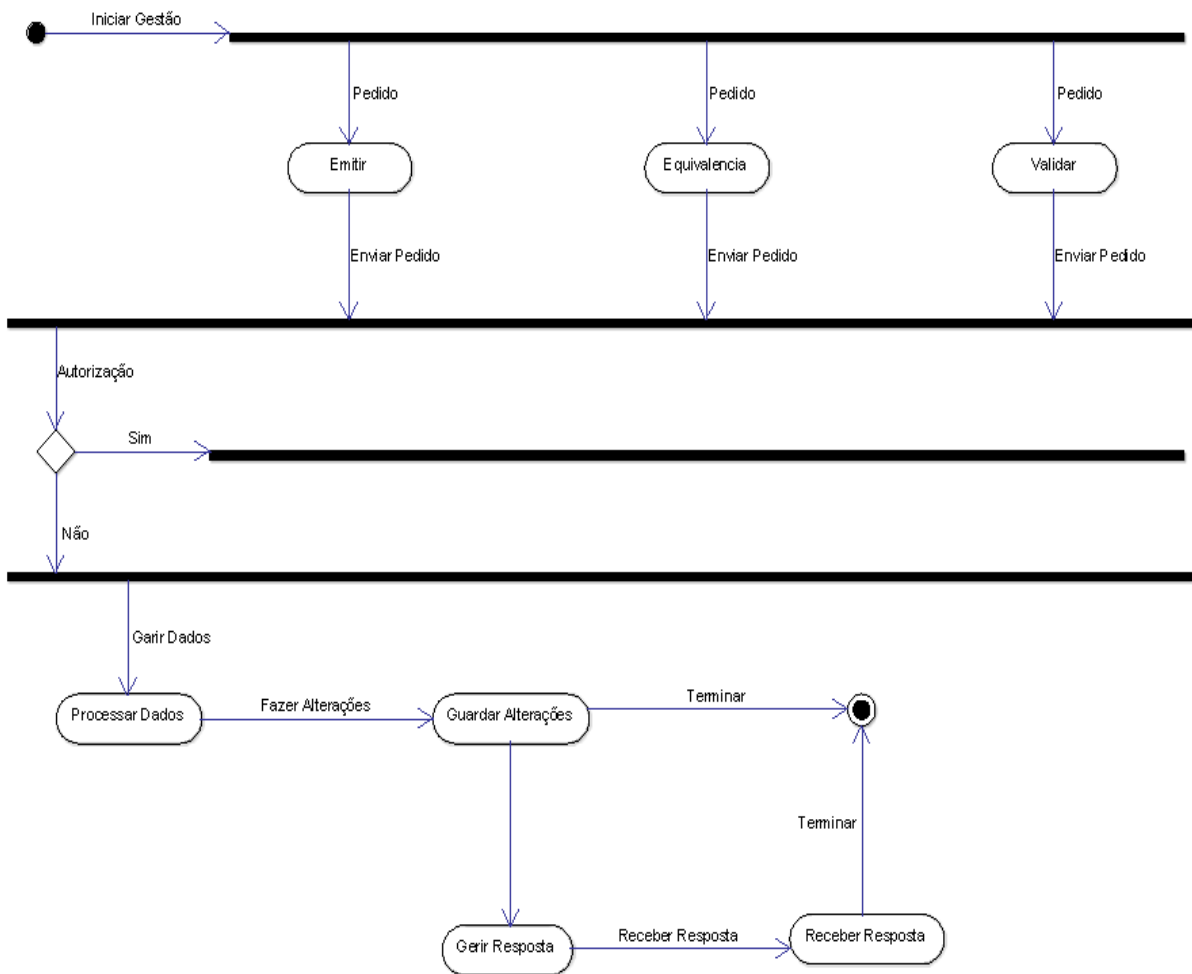 Iniciar Gestão
Pedido
Pedido
Pedido
Emitir
Equivalencia
Validar
Enviar Pedido
Enviar Pedido
Enviar Pedido
Autorização
Sim
Não
Garir Dados
Processar Dados
Fazer Alterações
Guardar Alterações
Terminar
Terminar
Gerir Resposta
Receber Resposta
Receber Resposta